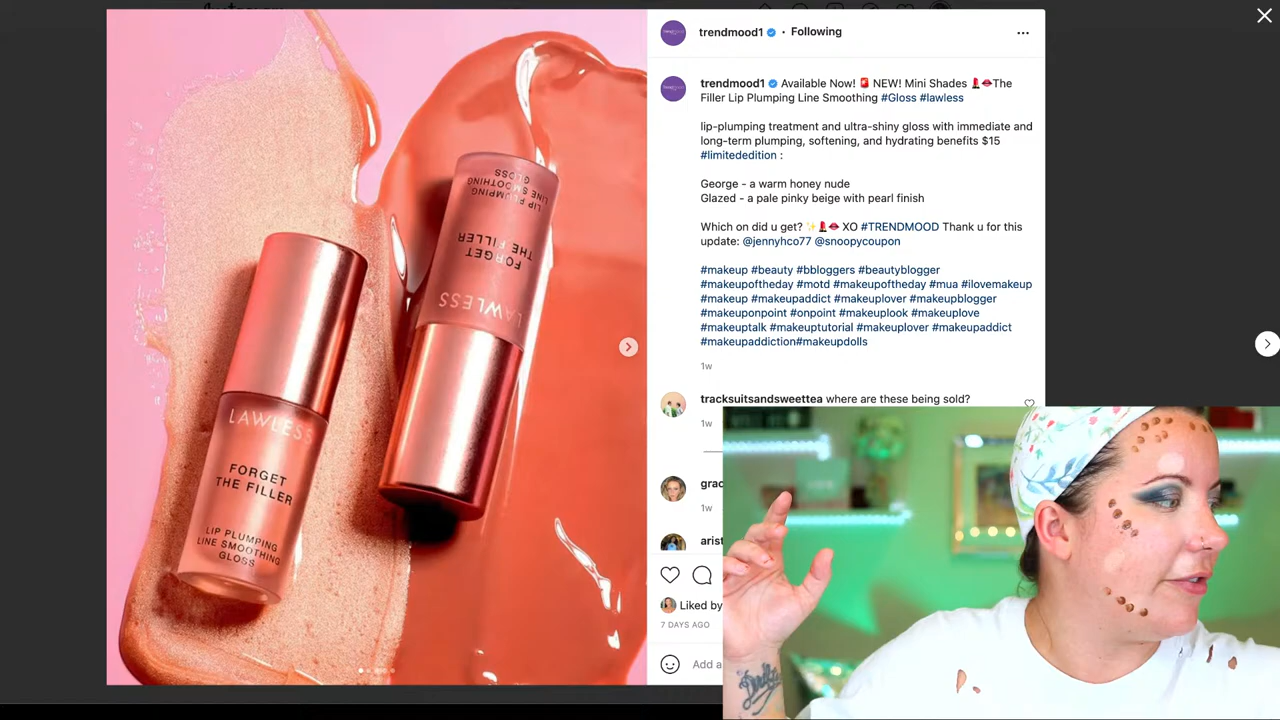 trendmood1 • Following
trendmood1 Available Now! 🚨 NEW! Mini Shades 💄👄The
Filler Lip Plumping Line Smoothing #Gloss #lawless
lip-plumping treatment and ultra-shiny gloss with immediate and
long-term plumping, softening, and hydrating benefits $15
#limitededition :
George - a warm honey nude
Glazed - a pale pinky beige with pearl finish
Which on did u get? ✨💄👄 XO #TRENDMOOD Thank u for this
update: @jennyhco77 @snoopycoupon
#makeup #beauty #bbloggers #beautyblogger
#makeupoftheday #motd #makeupoftheday #mua #ilovemakeup
#makeup #makeupaddict #makeuplover #makeupblogger
#makeuponpoint #onpoint #makeuplook #makeuplove
#makeuptalk #makeuptutorial #makeuplover #makeupaddict
#makeupaddiction#makeupdolls
1w
tracksuitsandsweettea where are these being sold?
1w
grac
1w
arist
Liked by
7 DAYS AGO
Add a
LAWLESS
FORGET
THE FILLER
LIP PLUMPING
LINE SMOOTHING
GLOSS
LAWLESS
FORGET
THE FILLER
LIP PLUMPING
LINE SMOOTHING
GLOSS